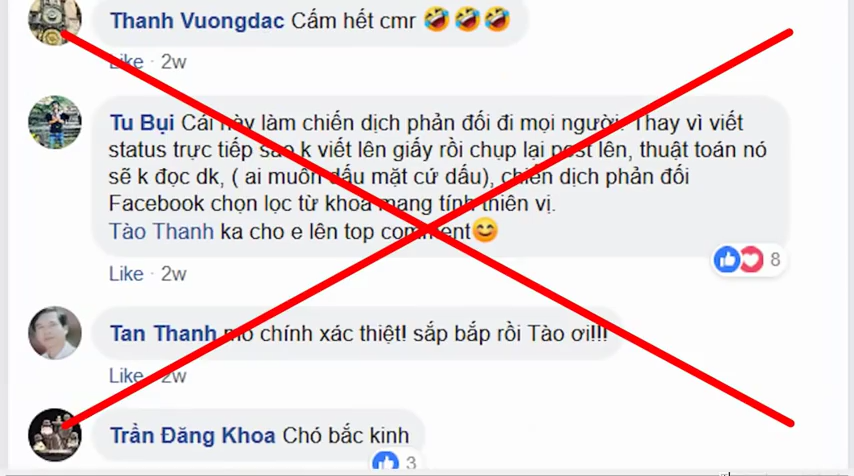 Thanh Vuongdac Cấm hết cmr 🤣🤣🤣
Like · 2w
Tu Bụi Cái này làm chiến dịch phản đối đi mọi người. Thay vì viết
status trực tiếp sao k viết lên giấy rồi chụp lại post lên, thuật toán nó
sẽ k đọc dk, ( ai muốn dấu mặt cứ dấu), chiến dịch phản đối
Facebook chọn lọc từ khoá mang tính thiên vị.
Tào Thanh ka cho e lên top comment😊
8
Like · 2w
Tan Thanh mo chính xác thiệt! sắp bắp rồi Tào ơi!!!
Like · 2w
Trần Đăng Khoa Chó bắc kinh
3